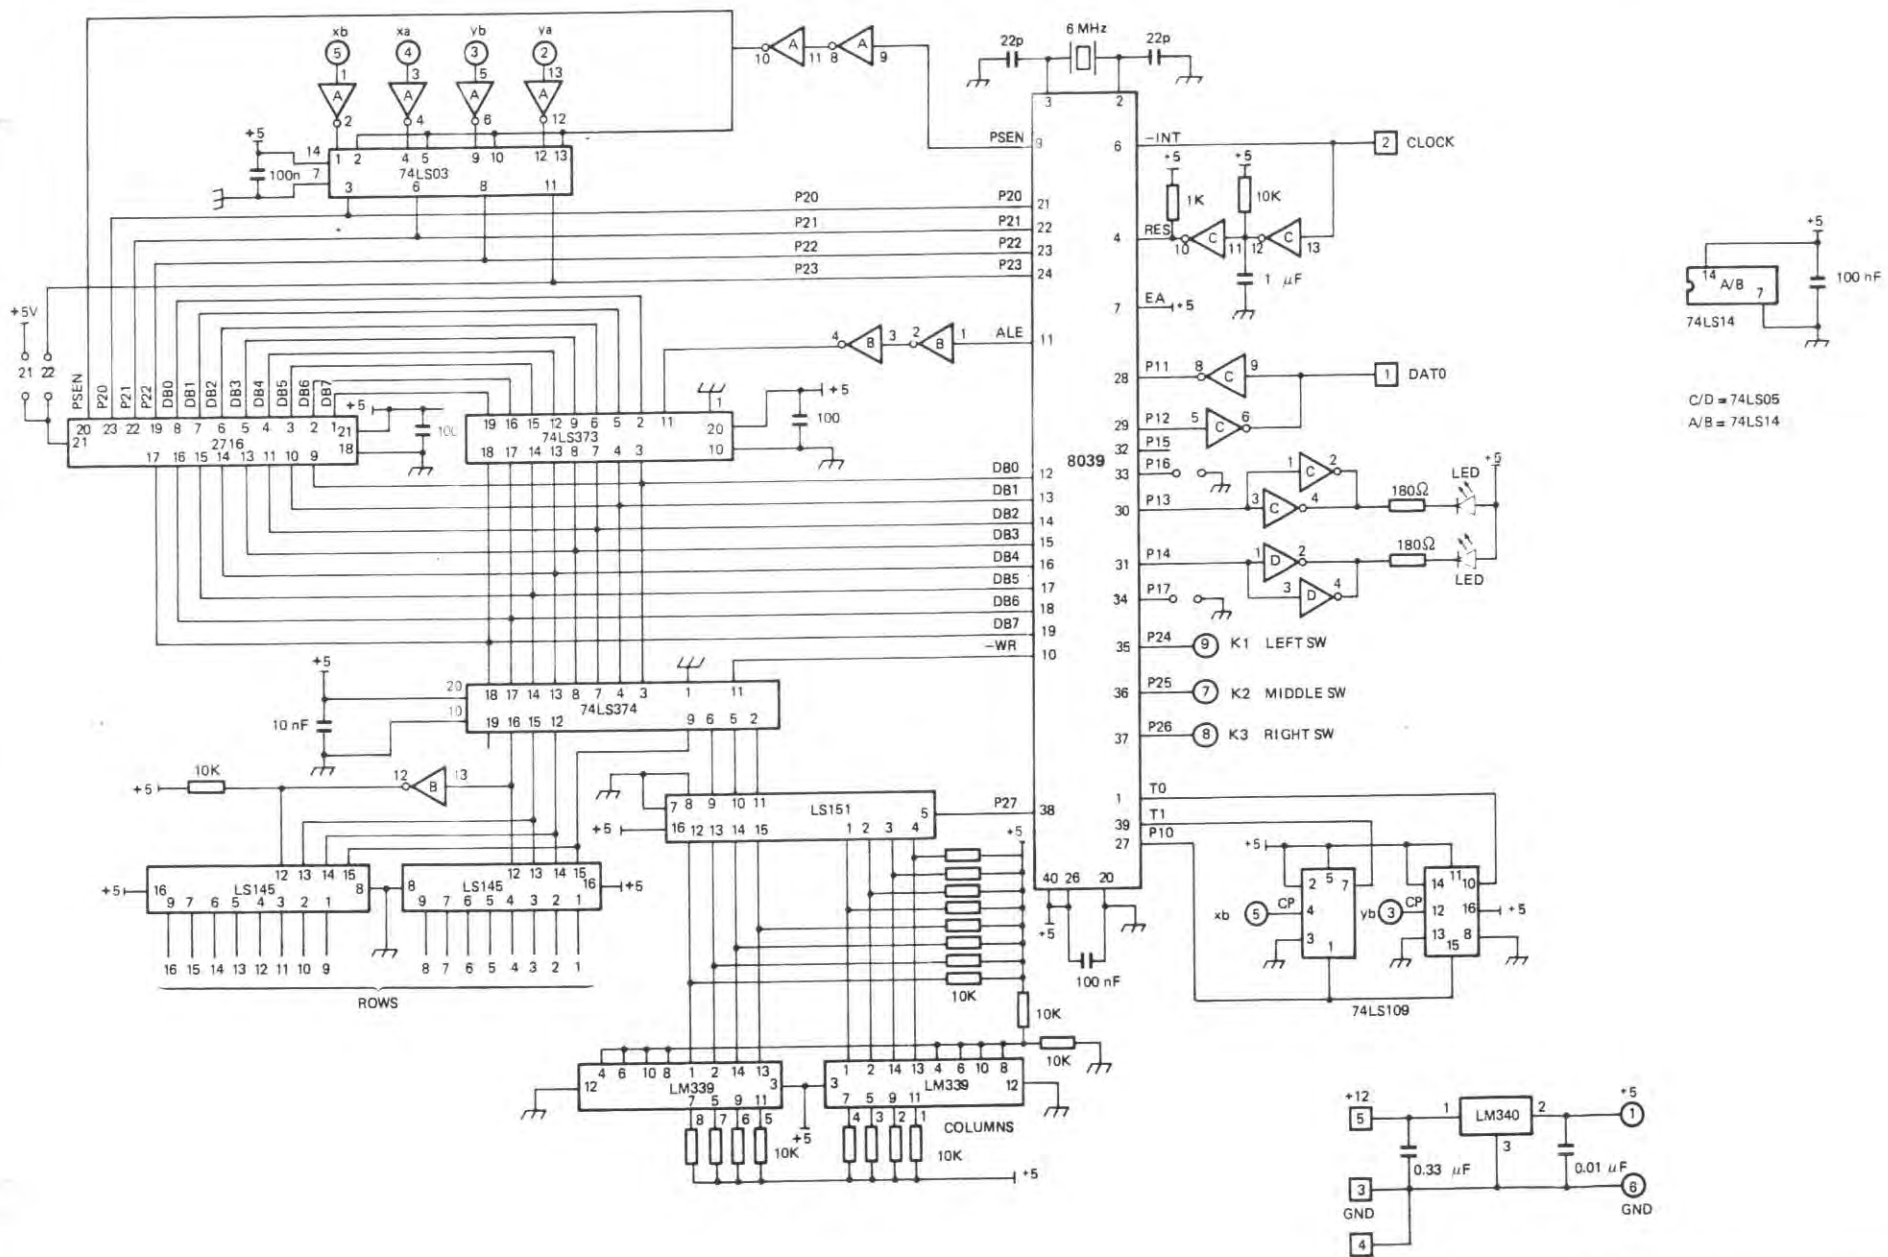 xb xa yb ya
5 4 3 2
1 3 5 13
A A A A
2 4 6 12
10 A 11 8 A 9
22p 6 MHz 22p
3 2
+5
14
100n
7
1 2 4 5 9 10 12 13
74LS03
3 6 8 11
PSEN 9
6 -INT
2 CLOCK
+5 +5
1K 10K
4 RES
10 C 11 12 C 13
1 μF
7 EA +5
P20 P20 21
P21 P21 22
P22 P22 23
P23 P23 24
+5
14 A/B 7
100 nF
74LS14
C/D = 74LS05
A/B = 74LS14
+5V
21 22
PSEN P20 P21 P22 DB0 DB1 DB2 DB3 DB4 DB5 DB6 DB7
+5
20 23 22 19 8 7 6 5 4 3 2 1
21 2716 21
18
17 16 15 14 13 11 10 9
19 16 15 12 9 6 5 2 11 1
74LS373 20
18 17 14 13 8 7 4 3 10
+5
100
4 B 3 2 B 1
ALE 11
28 P11 8 C 9
1 DAT0
29 P12 5 C 6
32 P15
8039
33 P16
30 P13
1 C 2
3 C 4
180Ω LED +5
31 P14
1 D 2
3 D 4
180Ω LED
34 P17
DB0 12
DB1 13
DB2 14
DB3 15
DB4 16
DB5 17
DB6 18
DB7 19
-WR 10
35 P24 9 K1 LEFT SW
36 P25 7 K2 MIDDLE SW
37 P26 8 K3 RIGHT SW
+5
10 nF
20
10
18 17 14 13 8 7 4 3 1 11
74LS374
19 16 15 12 9 6 5 2
+5 10K
12 B 13
7 8 9 10 11
LS151 5
+5 16 12 13 14 15 1 2 3 4
P27 38
1 T0
39 T1
27 P10
40 26 20
+5
100 nF
+5 16
12 13 14 15
LS145 8
9 7 6 5 4 3 2 1
8 LS145
12 13 14 15
16 +5
9 7 6 5 4 3 2 1
16 15 14 13 12 11 10 9
8 7 6 5 4 3 2 1
ROWS
+5
10K
10K
10K
+5
2 5 7
xb 5 CP 4
3 1
14 11 10
yb 3 CP 12 16 +5
13 15 8
74LS109
4 6 10 8 1 2 14 13
12 LM339 3
7 5 9 11
8 7 6 5
10K
+5
1 2 14 13 4 6 10 8
3 LM339 12
7 5 9 11
4 3 2 1
COLUMNS
10K
+5
+12 +5
5 1 LM340 2 1
3
0.33 μF 0.01 μF
3 6
GND GND
4